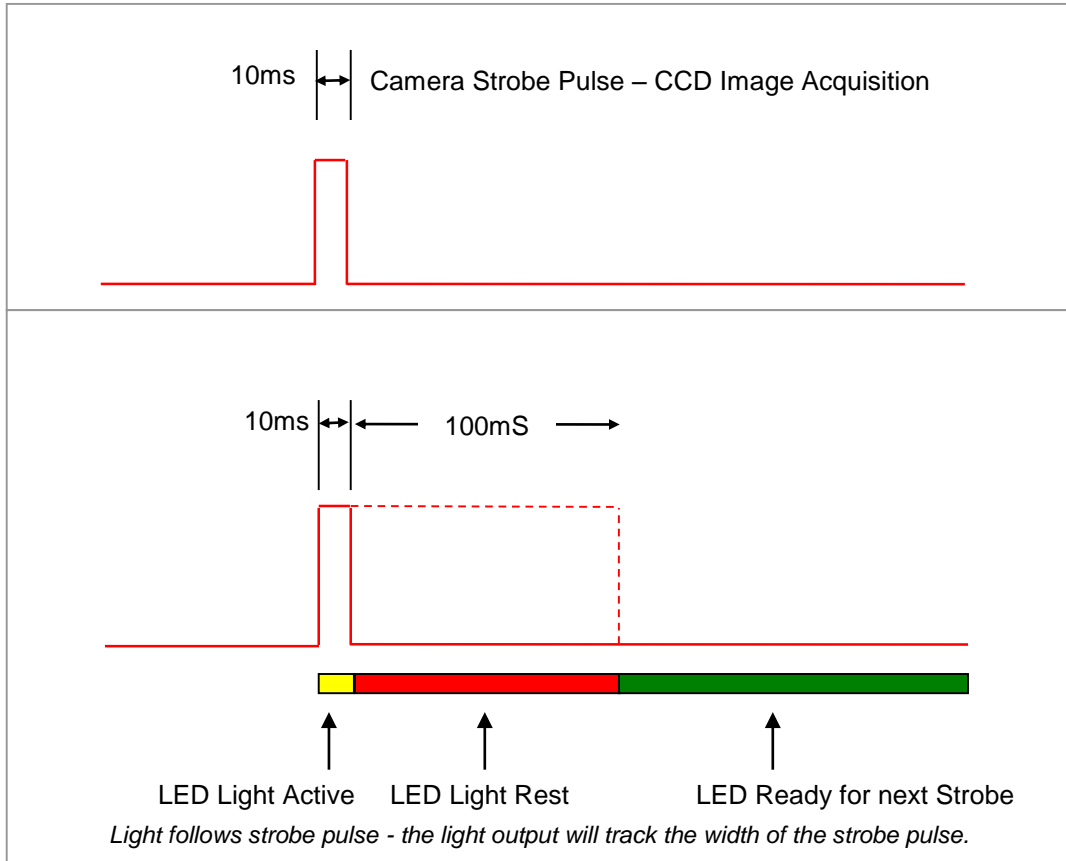 10ms Camera Strobe Pulse – CCD Image Acquisition
10ms 100mS
LED Light Active LED Light Rest LED Ready for next Strobe
Light follows strobe pulse - the light output will track the width of the strobe pulse.